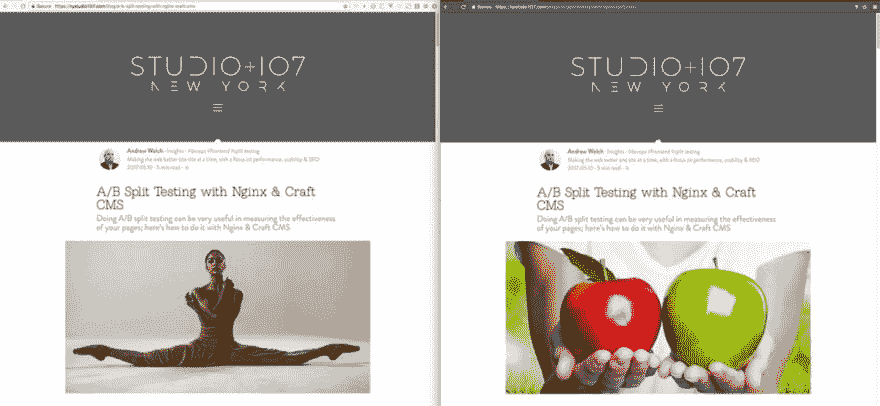 Secure https://nystudio107.com/blog/a-b-split-testing-with-nginx-craft-cms
STUDIO+107
NEW YORK
Andrew Welch · Insights · #devops #frontend #split testing
Making the web better one site at a time, with a focus on performance, usability & SEO
2017-05-10 · 5 min read ·
A/B Split Testing with Nginx & Craft
CMS
Doing A/B split testing can be very useful in measuring the effectiveness
of your pages; here's how to do it with Nginx & Craft CMS
Secure https://nystudio107.com
STUDIO+107
NEW YORK
Andrew Welch · Insights · #devops #frontend #split testing
Making the web better one site at a time, with a focus on performance, usability & SEO
2017-05-10 · 5 min read ·
A/B Split Testing with Nginx & Craft
CMS
Doing A/B split testing can be very useful in measuring the effectiveness
of your pages; here's how to do it with Nginx & Craft CMS